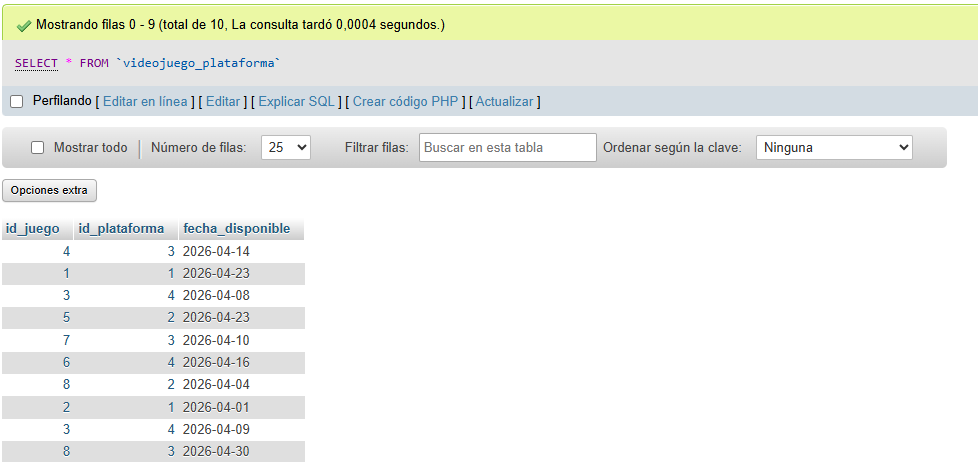 Mostrando filas 0 - 9 (total de 10, La consulta tardó 0,0004 segundos.)
SELECT * FROM `videojuego_plataforma`
Perfilando [ Editar en línea ] [ Editar ] [ Explicar SQL ] [ Crear código PHP ] [ Actualizar ]
Mostrar todo | Número de filas: 25 Filtrar filas: Buscar en esta tabla Ordenar según la clave: Ninguna
Opciones extra
id_juego id_plataforma fecha_disponible
4 3 2026-04-14
1 1 2026-04-23
3 4 2026-04-08
5 2 2026-04-23
7 3 2026-04-10
6 4 2026-04-16
8 2 2026-04-04
2 1 2026-04-01
3 4 2026-04-09
8 3 2026-04-30